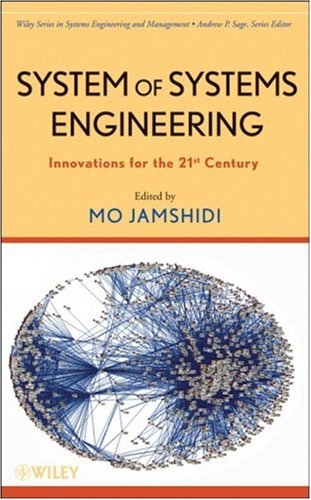 Wiley Series in Systems Engineering and Management • Andrew P. Sage, Series Editor
SYSTEM OF SYSTEMS
ENGINEERING
Innovations for the 21st Century
Edited by
MO JAMSHIDI
WILEY